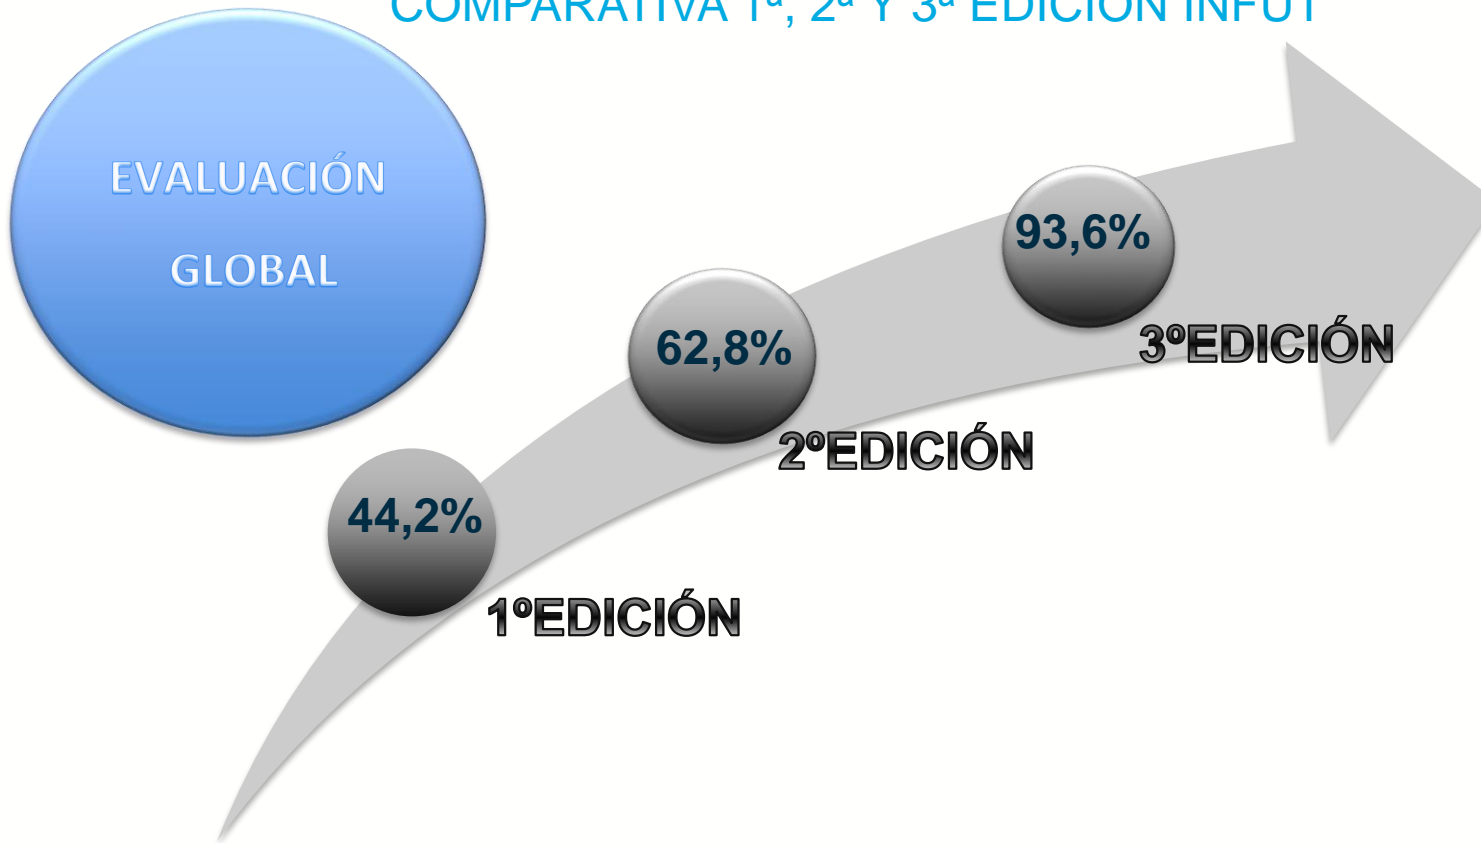 COMPARATIVA 1ª, 2ª Y 3ª EDICIÓN INFUT
EVALUACIÓN
GLOBAL
93,6%
3ºEDICIÓN
62,8%
2ºEDICIÓN
44,2%
1ºEDICIÓN